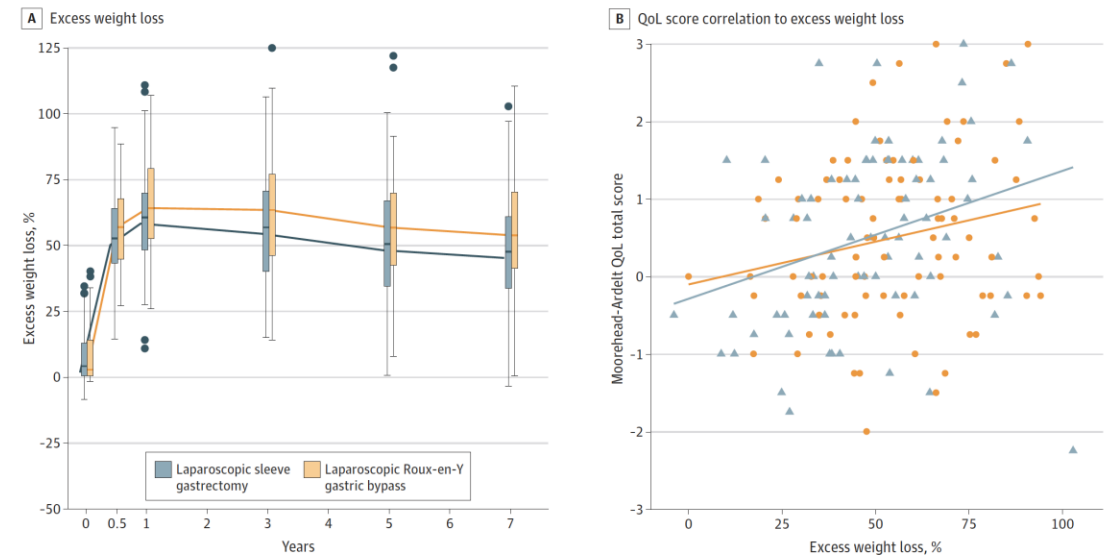 A Excess weight loss
125
100
75
50
25
0
-25
-50
Excess weight loss, %
Laparoscopic sleeve
gastrectomy
Laparoscopic Roux-en-Y
gastric bypass
0 0.5 1 2 3 4 5 6 7
Years
B QoL score correlation to excess weight loss
3
2
1
0
-1
-2
-3
Moorehead-Ardelt QoL total score
0 25 50 75 100
Excess weight loss, %